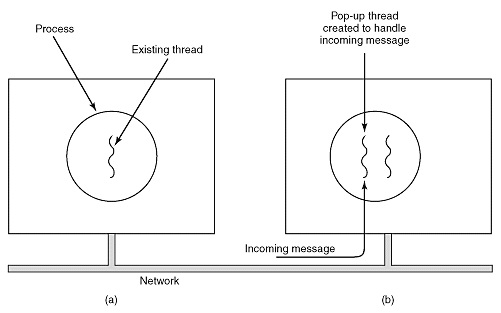 Process
Existing thread
Pop-up thread
created to handle
incoming message
Incoming message
Network
(a)
(b)